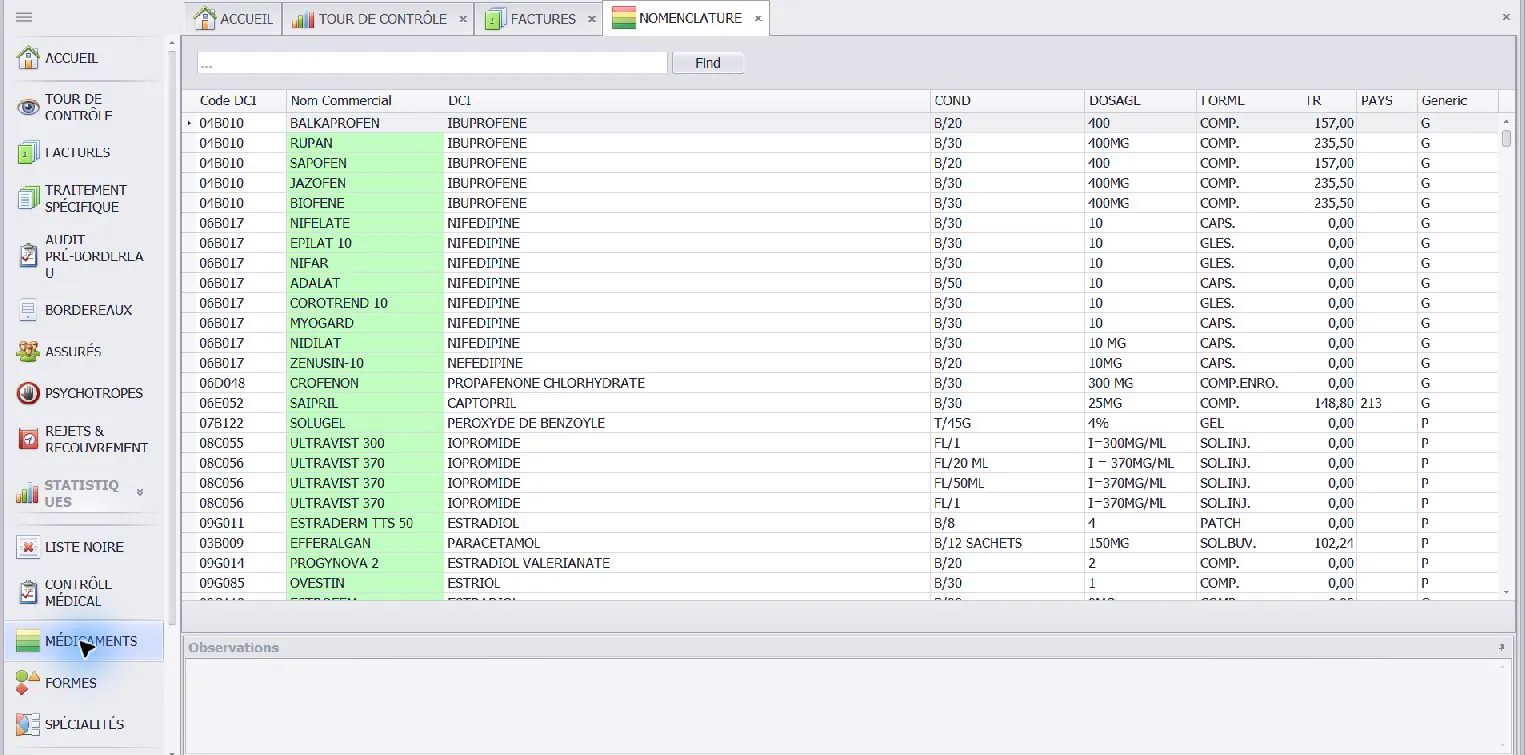 ACCUEIL
TOUR DE CONTRÔLE
FACTURES
NOMENCLATURE
ACCUEIL
TOUR DE
CONTRÔLE
FACTURES
TRAITEMENT
SPÉCIFIQUE
AUDIT
PRÉ-BORDEREA
U
BORDEREAUX
ASSURÉS
PSYCHOTROPES
REJETS &
RECOUVREMENT
STATISTIQ
UES
LISTE NOIRE
CONTRÔLE
MÉDICAL
MÉDICAMENTS
FORMES
SPÉCIALITÉS
... Find
Code DCI Nom Commercial DCI COND DOSAGE FORME TR PAYS Generic
04B010 BALKAPROFEN IBUPROFENE B/20 400 COMP. 157,00 G
04B010 RUPAN IBUPROFENE B/30 400MG COMP. 235,50 G
04B010 SAPOFEN IBUPROFENE B/20 400 COMP. 157,00 G
04B010 JAZOFEN IBUPROFENE B/30 400MG COMP. 235,50 G
04B010 BIOFENE IBUPROFENE B/30 400MG COMP. 235,50 G
06B017 NIFELATE NIFEDIPINE B/30 10 CAPS. 0,00 G
06B017 EPILAT 10 NIFEDIPINE B/30 10 GLES. 0,00 G
06B017 NIFAR NIFEDIPINE B/30 10 GLES. 0,00 G
06B017 ADALAT NIFEDIPINE B/50 10 CAPS. 0,00 G
06B017 COROTREND 10 NIFEDIPINE B/30 10 GLES. 0,00 G
06B017 MYOGARD NIFEDIPINE B/30 10 CAPS. 0,00 G
06B017 NIDILAT NIFEDIPINE B/30 10 MG CAPS. 0,00 G
06B017 ZENUSIN-10 NEFEDIPINE B/20 10MG CAPS. 0,00 G
06D048 CROFENON PROPAFENONE CHLORHYDRATE B/30 300 MG COMP.ENRO. 0,00 G
06E052 SAIPRIL CAPTOPRIL B/30 25MG COMP. 148,80 213 G
07B122 SOLUGEL PEROXYDE DE BENZOYLE T/45G 4% GEL 0,00 P
08C055 ULTRAVIST 300 IOPROMIDE FL/1 I=300MG/ML SOL.INJ. 0,00 P
08C056 ULTRAVIST 370 IOPROMIDE FL/20 ML I = 370MG/ML SOL.INJ. 0,00 P
08C056 ULTRAVIST 370 IOPROMIDE FL/50ML I=370MG/ML SOL.INJ. 0,00 P
08C056 ULTRAVIST 370 IOPROMIDE FL/1 I=370MG/ML SOL.INJ. 0,00 P
09G011 ESTRADERM TTS 50 ESTRADIOL B/8 4 PATCH 0,00 P
03B009 EFFERALGAN PARACETAMOL B/12 SACHETS 150MG SOL.BUV. 102,24 P
09G014 PROGYNOVA 2 ESTRADIOL VALERIANATE B/20 2 COMP. 0,00 P
09G085 OVESTIN ESTRIOL B/30 1 COMP. 0,00 P
Observations